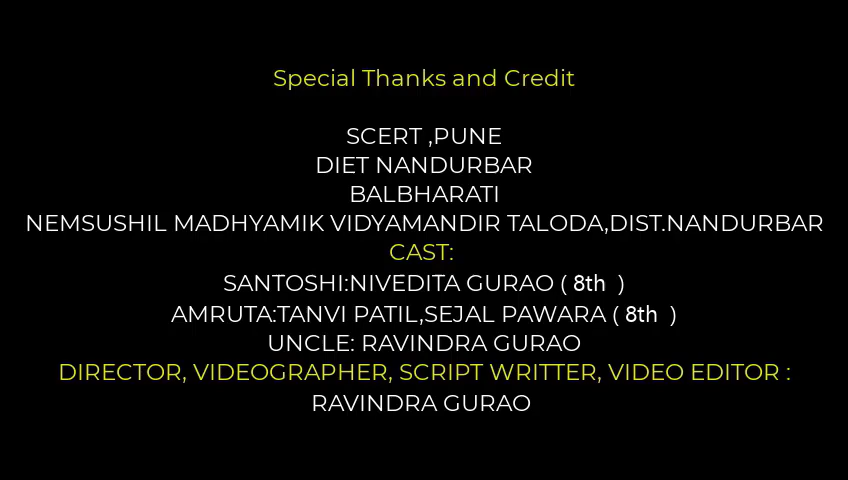 Special Thanks and Credit
SCERT ,PUNE
DIET NANDURBAR
BALBHARATI
NEMSUSHIL MADHYAMIK VIDYAMANDIR TALODA,DIST.NANDURBAR
CAST:
SANTOSHI:NIVEDITA GURAO ( 8th )
AMRUTA:TANVI PATIL,SEJAL PAWARA ( 8th )
UNCLE: RAVINDRA GURAO
DIRECTOR, VIDEOGRAPHER, SCRIPT WRITTER, VIDEO EDITOR :
RAVINDRA GURAO